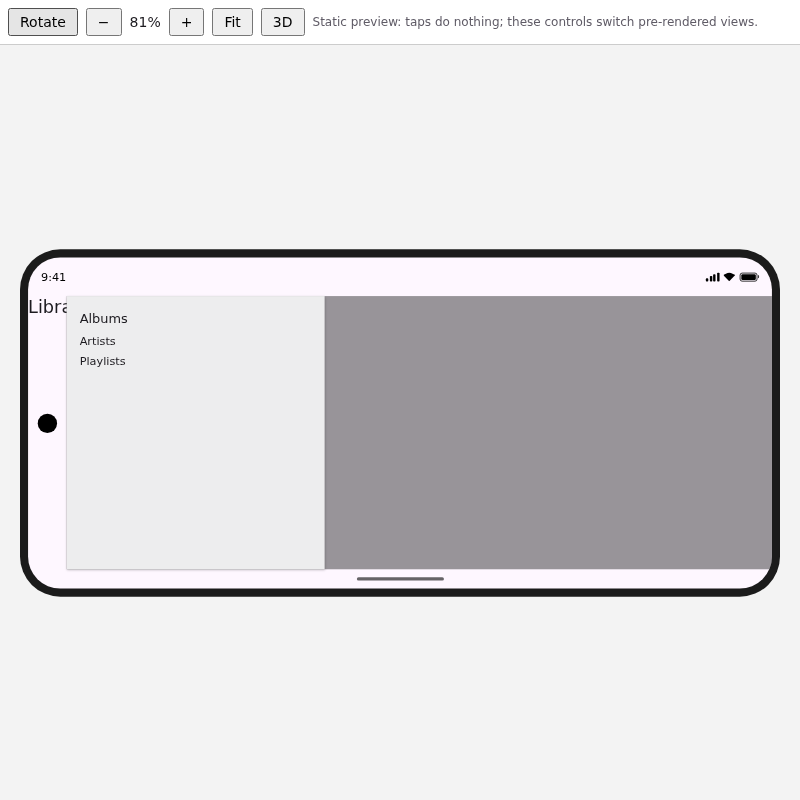 Rotate − 81% + Fit 3D Static preview: taps do nothing; these controls switch pre-rendered views.
9:41
Libra
Albums
Artists
Playlists